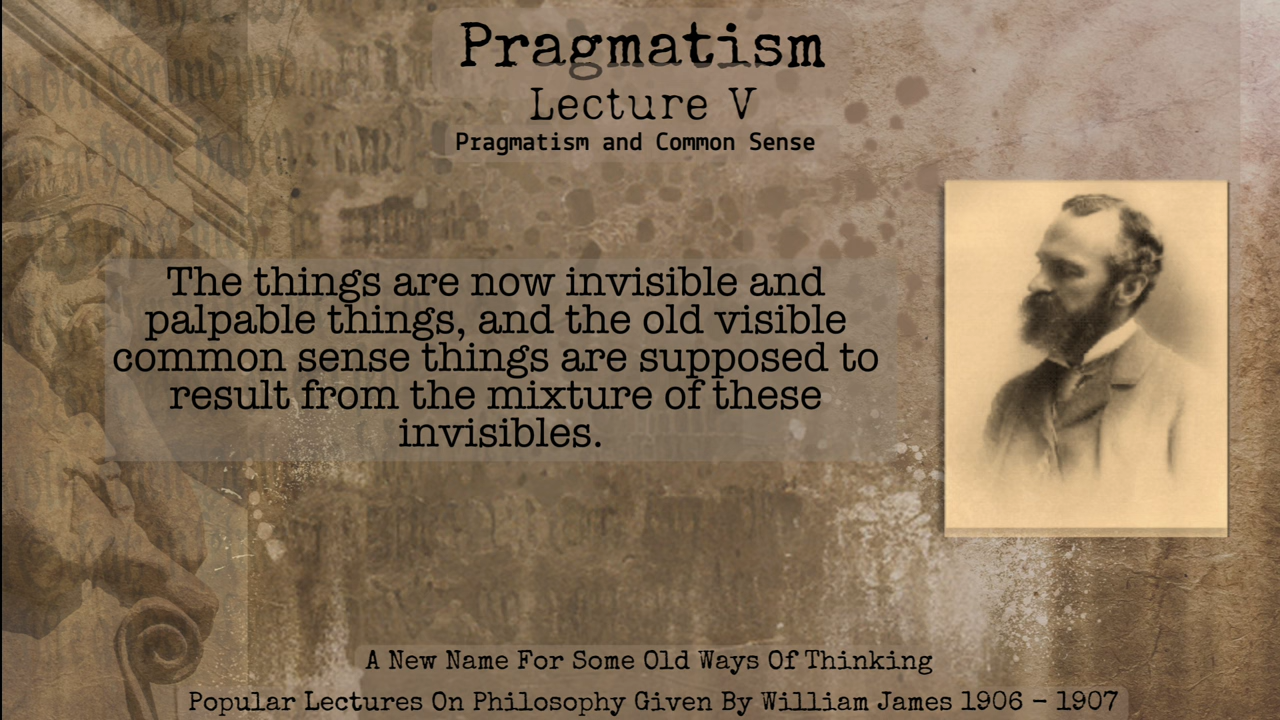 Pragmatism
Lecture V
Pragmatism and Common Sense
The things are now invisible and
palpable things, and the old visible
common sense things are supposed to
result from the mixture of these
invisibles.
A New Name For Some Old Ways Of Thinking
Popular Lectures On Philosophy Given By William James 1906 – 1907